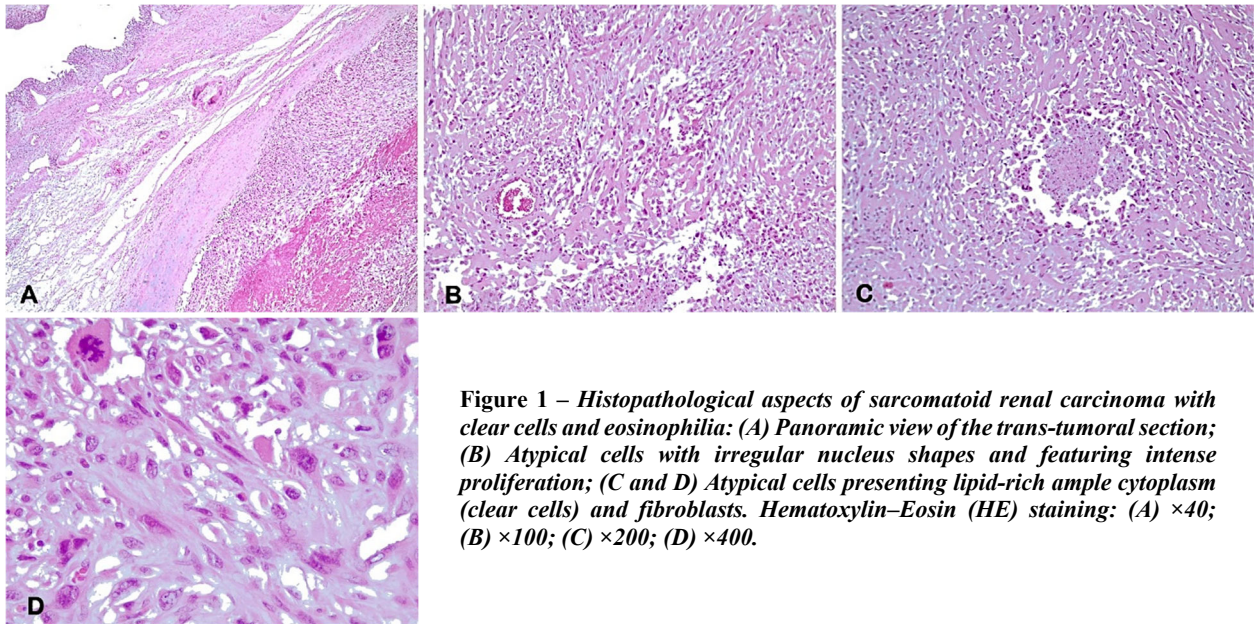 A
B
C
D
Figure 1 – Histopathological aspects of sarcomatoid renal carcinoma with
clear cells and eosinophilia: (A) Panoramic view of the trans-tumoral section;
(B) Atypical cells with irregular nucleus shapes and featuring intense
proliferation; (C and D) Atypical cells presenting lipid-rich ample cytoplasm
(clear cells) and fibroblasts. Hematoxylin–Eosin (HE) staining: (A) ×40;
(B) ×100; (C) ×200; (D) ×400.